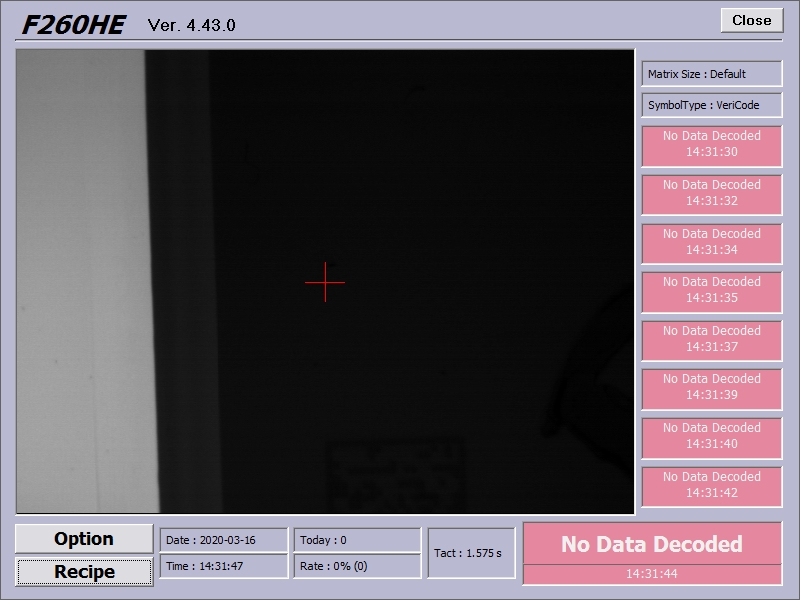 F260HE Ver. 4.43.0
Close
Matrix Size : Default
SymbolType : VeriCode
No Data Decoded
14:31:30
No Data Decoded
14:31:32
No Data Decoded
14:31:34
No Data Decoded
14:31:35
No Data Decoded
14:31:37
No Data Decoded
14:31:39
No Data Decoded
14:31:40
No Data Decoded
14:31:42
Option
Recipe
Date : 2020-03-16
Time : 14:31:47
Today : 0
Rate : 0% (0)
Tact : 1.575 s
No Data Decoded
14:31:44